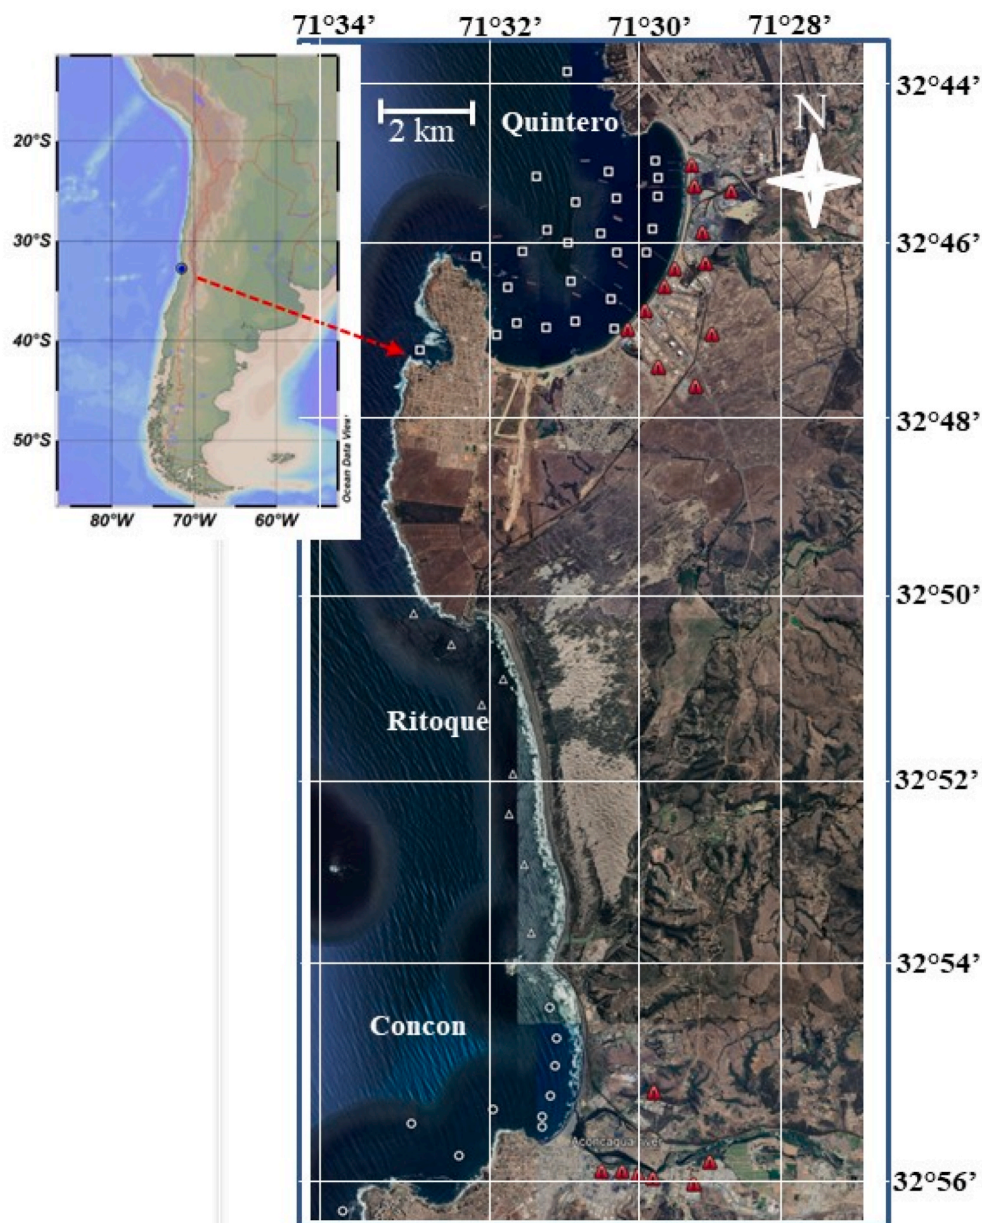 71°34’ 71°32’ 71°30’ 71°28’
32°44’
2 km
Quintero
N
20°S
30°S
40°S
50°S
80°W 70°W 60°W
Ocean Data View
32°46’
32°48’
32°50’
Ritoque
32°52’
32°54’
Concon
Aconcagua river
32°56’